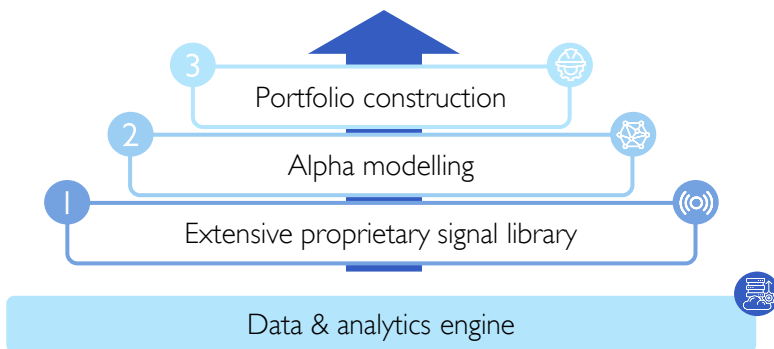 3
Portfolio construction
2
Alpha modelling
1
Extensive proprietary signal library
Data & analytics engine